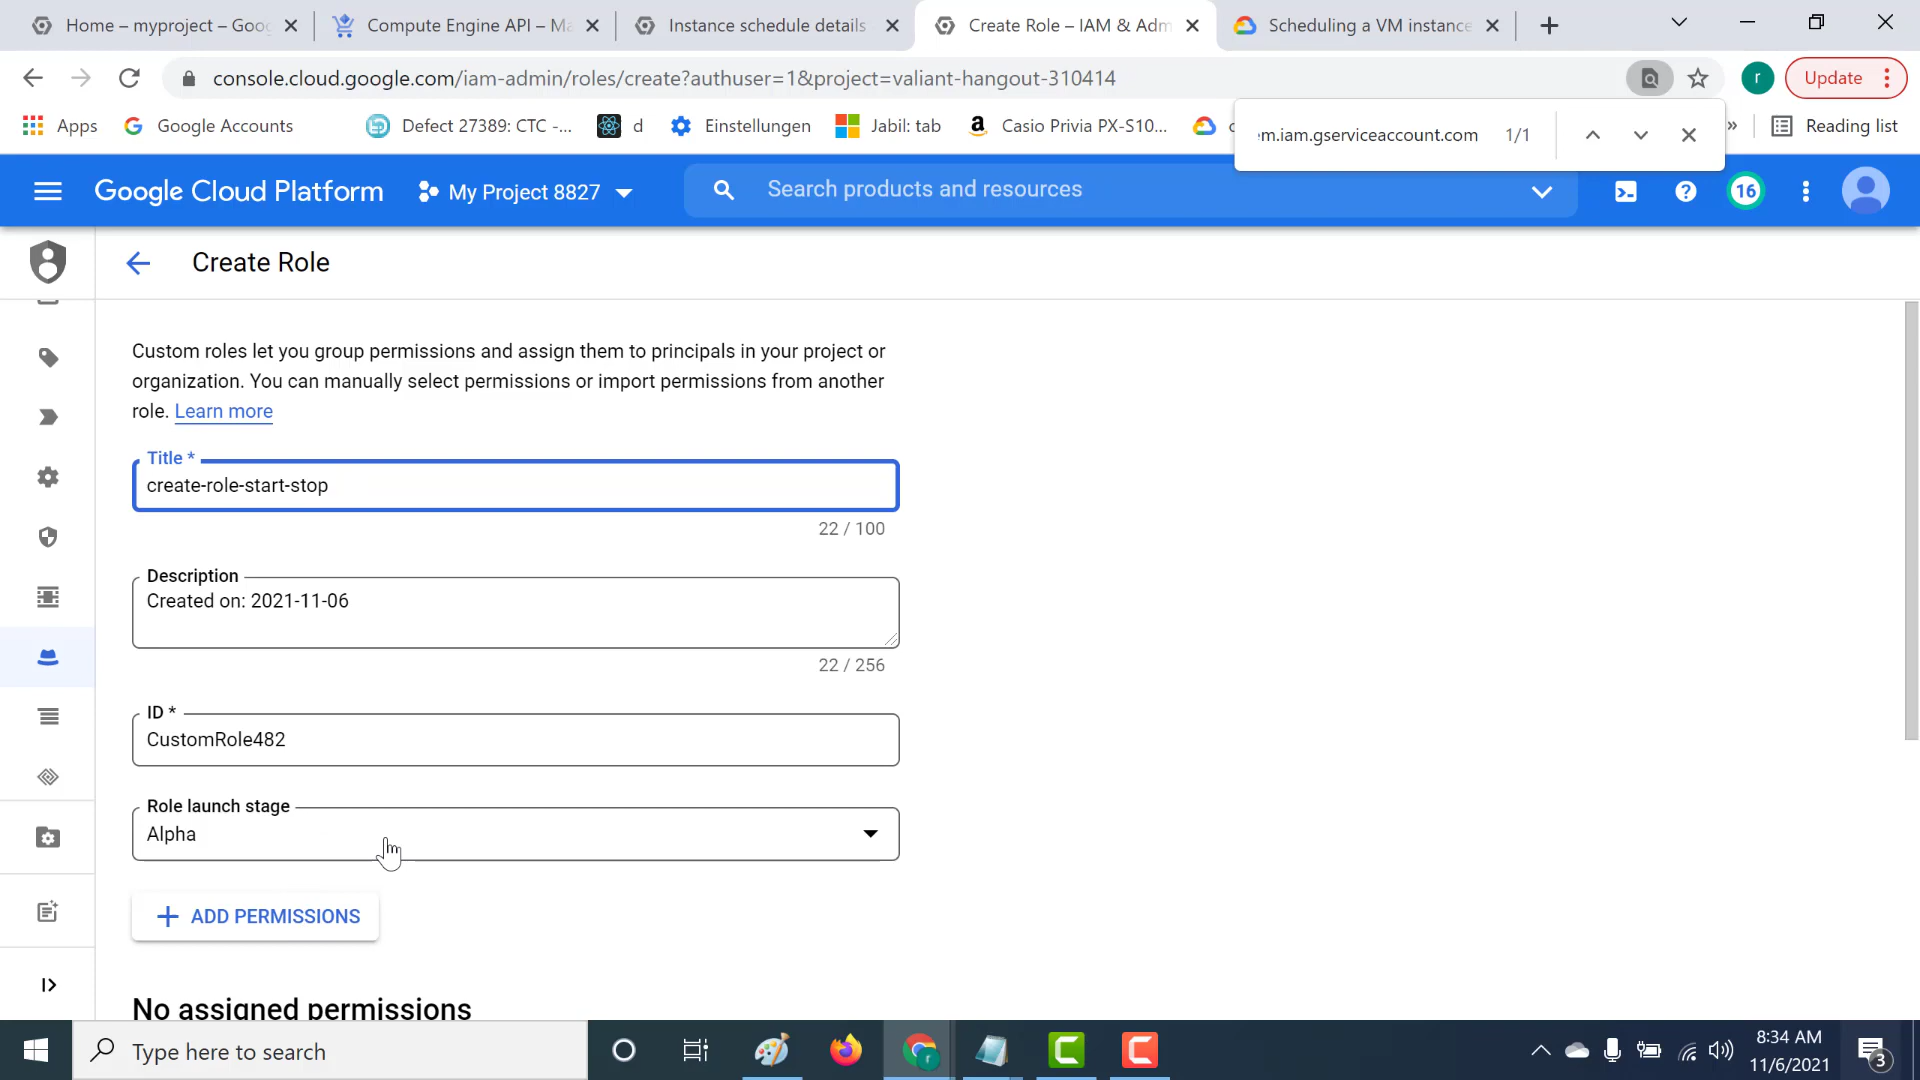 Home – myproject – Goog
Compute Engine API – Ma
Instance schedule details
Create Role – IAM & Adm
Scheduling a VM instance
console.cloud.google.com/iam-admin/roles/create?authuser=1&project=valiant-hangout-310414
r
Update
Apps
Google Accounts
Defect 27389: CTC -...
d
Einstellungen
Jabil: tab
Casio Privia PX-S10...
em.iam.gserviceaccount.com 1/1
»
Reading list
Google Cloud Platform
My Project 8827
Search products and resources
16
Create Role
Custom roles let you group permissions and assign them to principals in your project or
organization. You can manually select permissions or import permissions from another
role. Learn more
Title *
create-role-start-stop
22 / 100
Description
Created on: 2021-11-06
22 / 256
ID *
CustomRole482
Role launch stage
Alpha
ADD PERMISSIONS
No assigned permissions
Type here to search
8:34 AM
11/6/2021
3